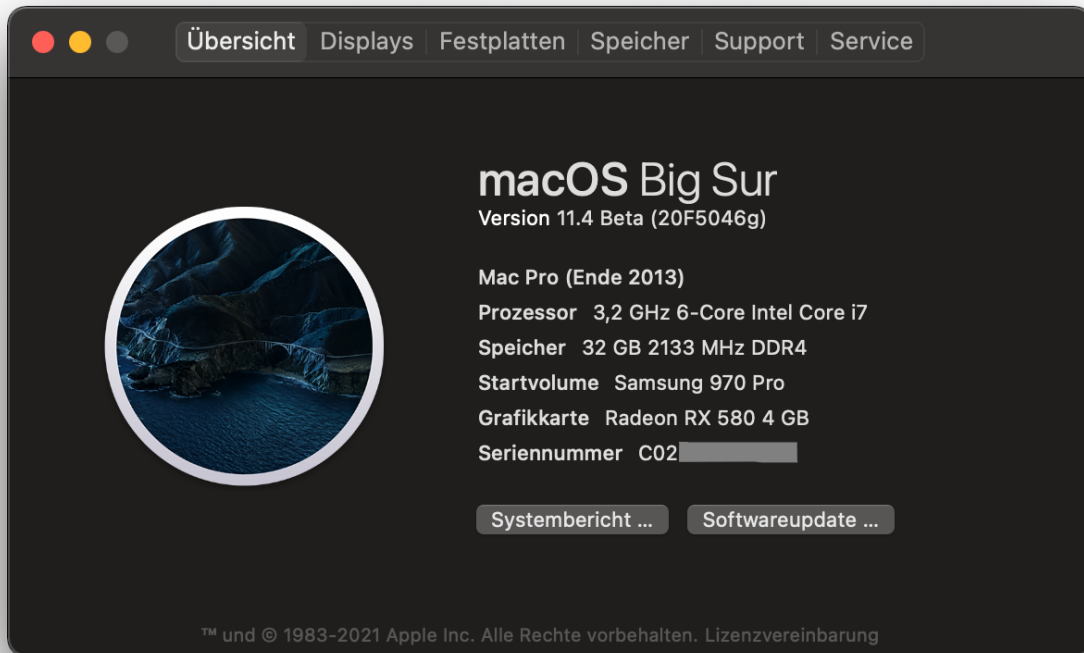 Übersicht Displays Festplatten Speicher Support Service
macOS Big Sur
Version 11.4 Beta (20F5046g)
Mac Pro (Ende 2013)
Prozessor 3,2 GHz 6-Core Intel Core i7
Speicher 32 GB 2133 MHz DDR4
Startvolume Samsung 970 Pro
Grafikkarte Radeon RX 580 4 GB
Seriennummer C02
Systembericht ... Softwareupdate ...
™ und © 1983-2021 Apple Inc. Alle Rechte vorbehalten. Lizenzvereinbarung